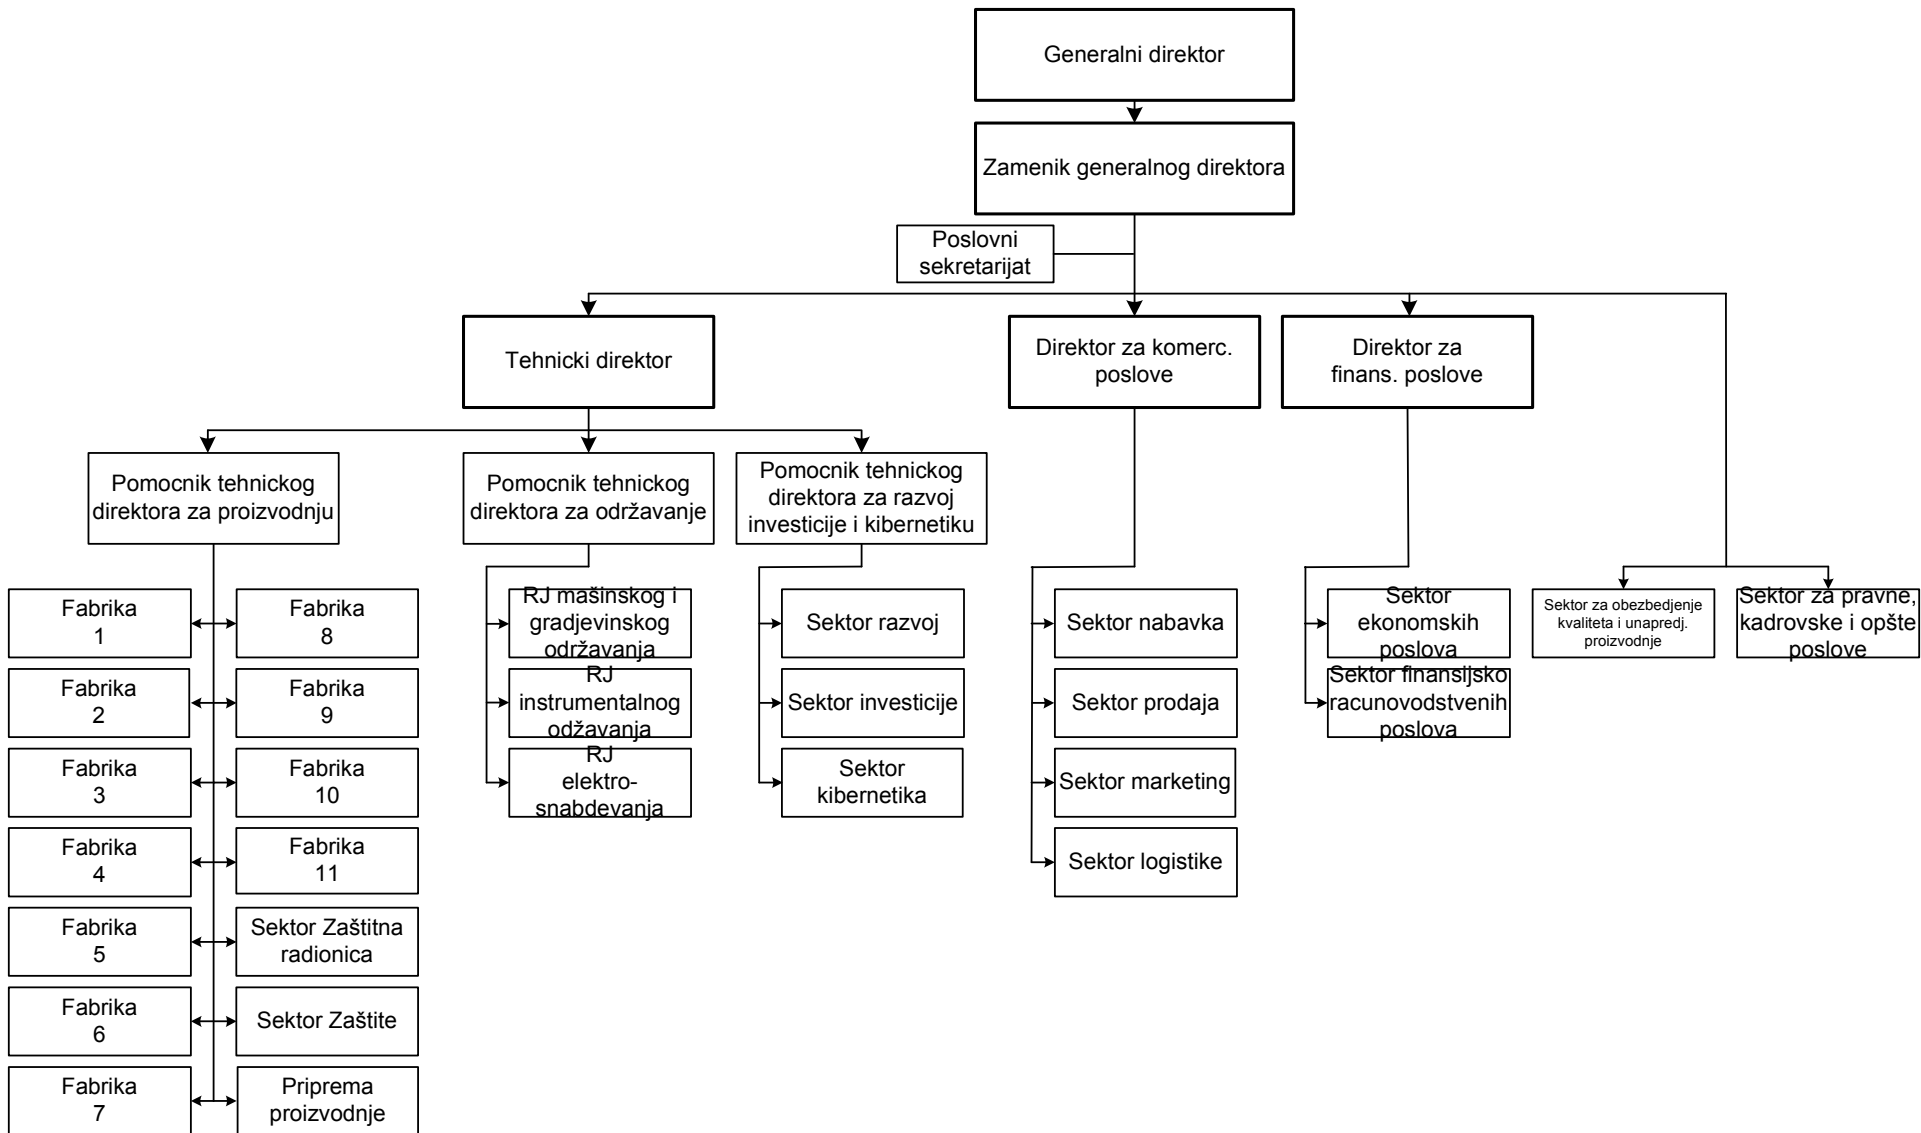 Generalni direktor
Zamenik generalnog direktora
Poslovni
sekretarijat
Tehnicki direktor
Direktor za komerc.
poslove
Direktor za
finans. poslove
Pomocnik tehnickog
direktora za proizvodnju
Pomocnik tehnickog
direktora za održavanje
Pomocnik tehnickog
direktora za razvoj
investicije i kibernetiku
Fabrika
1
Fabrika
8
RJ mašinskog i
gradjevinskog
održavanja
Sektor razvoj
Sektor nabavka
Sektor
ekonomskih
poslova
Sektor za obezbedjenje
kvaliteta i unapredj.
proizvodnje
Sektor za pravne,
kadrovske i opšte
poslove
Fabrika
2
Fabrika
9
RJ
instrumentalnog
odžavanja
Sektor investicije
Sektor prodaja
Sektor finansijsko
racunovodstvenih
poslova
Fabrika
3
Fabrika
10
RJ
elektro-
snabdevanja
Sektor
kibernetika
Sektor marketing
Fabrika
4
Fabrika
11
Sektor logistike
Fabrika
5
Sektor Zaštitna
radionica
Fabrika
6
Sektor Zaštite
Fabrika
7
Priprema
proizvodnje